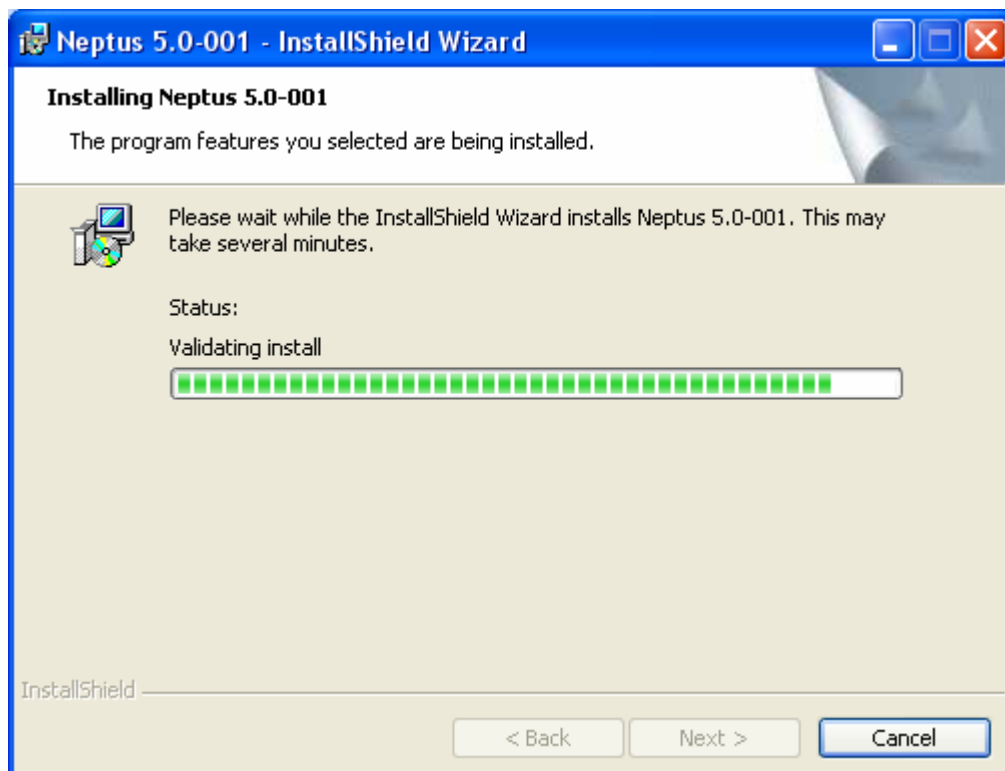 Neptus 5.0-001 - InstallShield Wizard
Installing Neptus 5.0-001
The program features you selected are being installed.
Please wait while the InstallShield Wizard installs Neptus 5.0-001. This may
take several minutes.
Status:
Validating install
InstallShield
< Back
Next >
Cancel